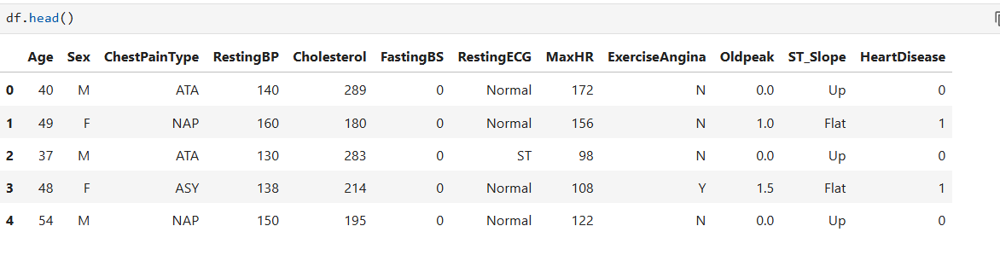 df.head()
Age Sex ChestPainType RestingBP Cholesterol FastingBS RestingECG MaxHR ExerciseAngina Oldpeak ST_Slope HeartDisease
0 40 M ATA 140 289 0 Normal 172 N 0.0 Up 0
1 49 F NAP 160 180 0 Normal 156 N 1.0 Flat 1
2 37 M ATA 130 283 0 ST 98 N 0.0 Up 0
3 48 F ASY 138 214 0 Normal 108 Y 1.5 Flat 1
4 54 M NAP 150 195 0 Normal 122 N 0.0 Up 0